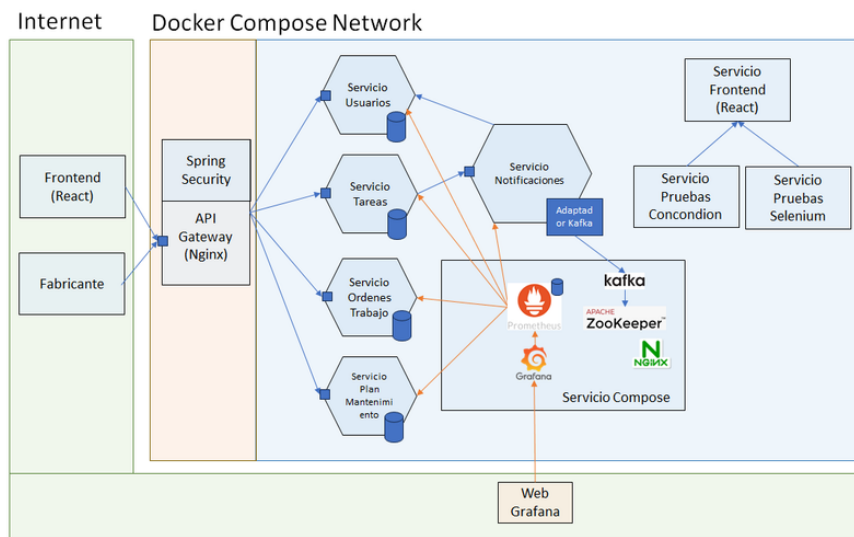 Internet
Docker Compose Network
Frontend
(React)
Fabricante
Spring
Security
API
Gateway
(Nginx)
Servicio
Usuarios
Servicio
Tareas
Servicio
Ordenes
Trabajo
Servicio
Plan
Mantenimi
ento
Servicio
Notificaciones
Adaptad
or Kafka
Servicio
Frontend
(React)
Servicio
Pruebas
Concondion
Servicio
Pruebas
Selenium
Prometheus
Grafana
kafka
APACHE
ZooKeeper™
N
NGINX
Servicio Compose
Web
Grafana